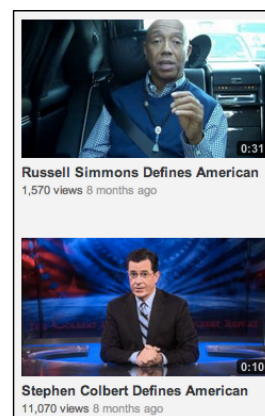 0:31
Russell Simmons Defines American
1,570 views 8 months ago
0:10
Stephen Colbert Defines American
11,070 views 8 months ago